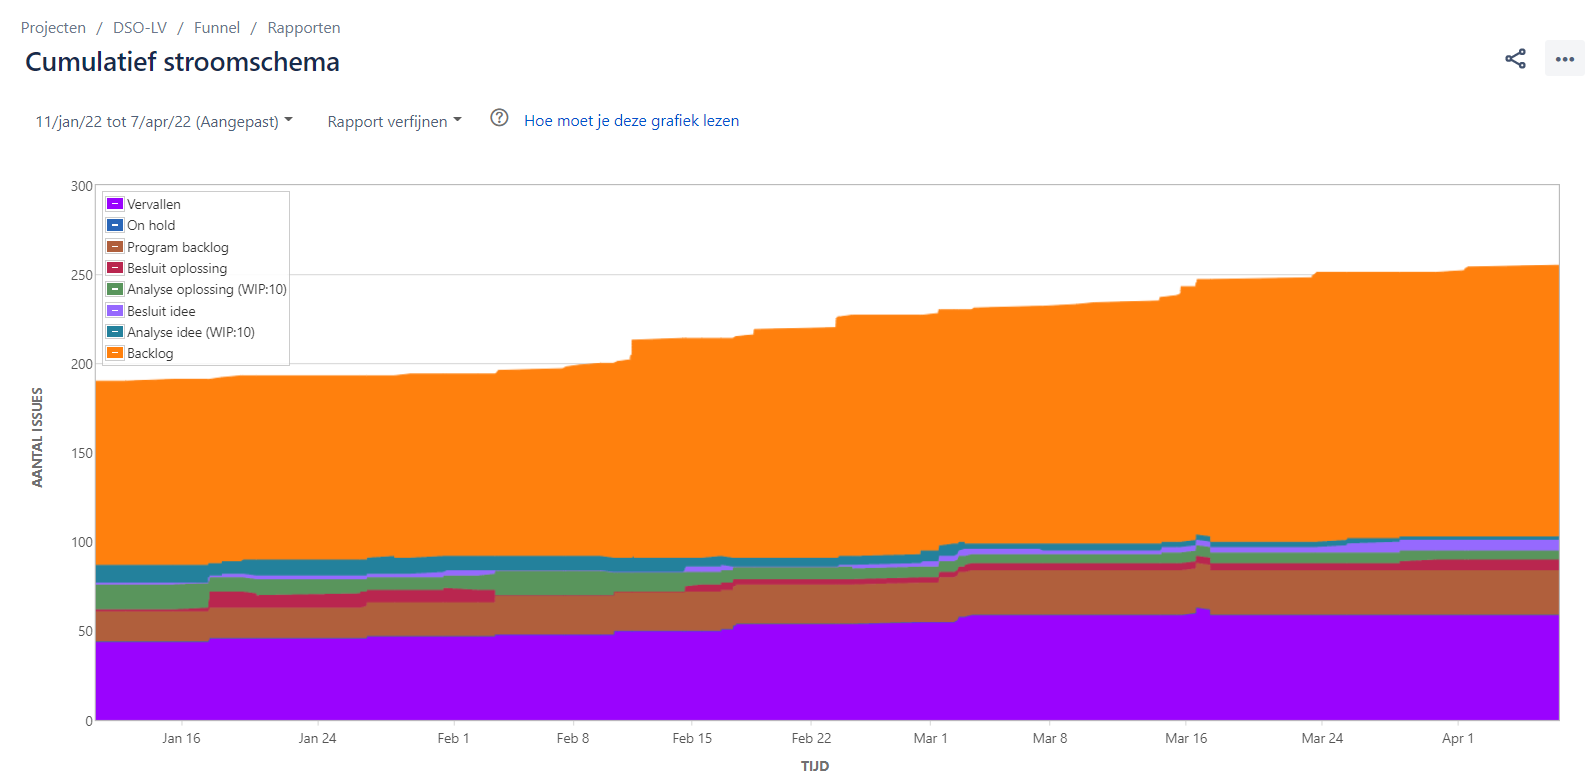 Projecten / DSO-LV / Funnel / Rapporten
Cumulatief stroomschema
11/jan/22 tot 7/apr/22 (Aangepast)
Rapport verfijnen
Hoe moet je deze grafiek lezen
300
250
200
150
100
50
0
AANTAL ISSUES
Vervallen
On hold
Program backlog
Besluit oplossing
Analyse oplossing (WIP:10)
Besluit idee
Analyse idee (WIP:10)
Backlog
Jan 16
Jan 24
Feb 1
Feb 8
Feb 15
Feb 22
Mar 1
Mar 8
Mar 16
Mar 24
Apr 1
TIJD